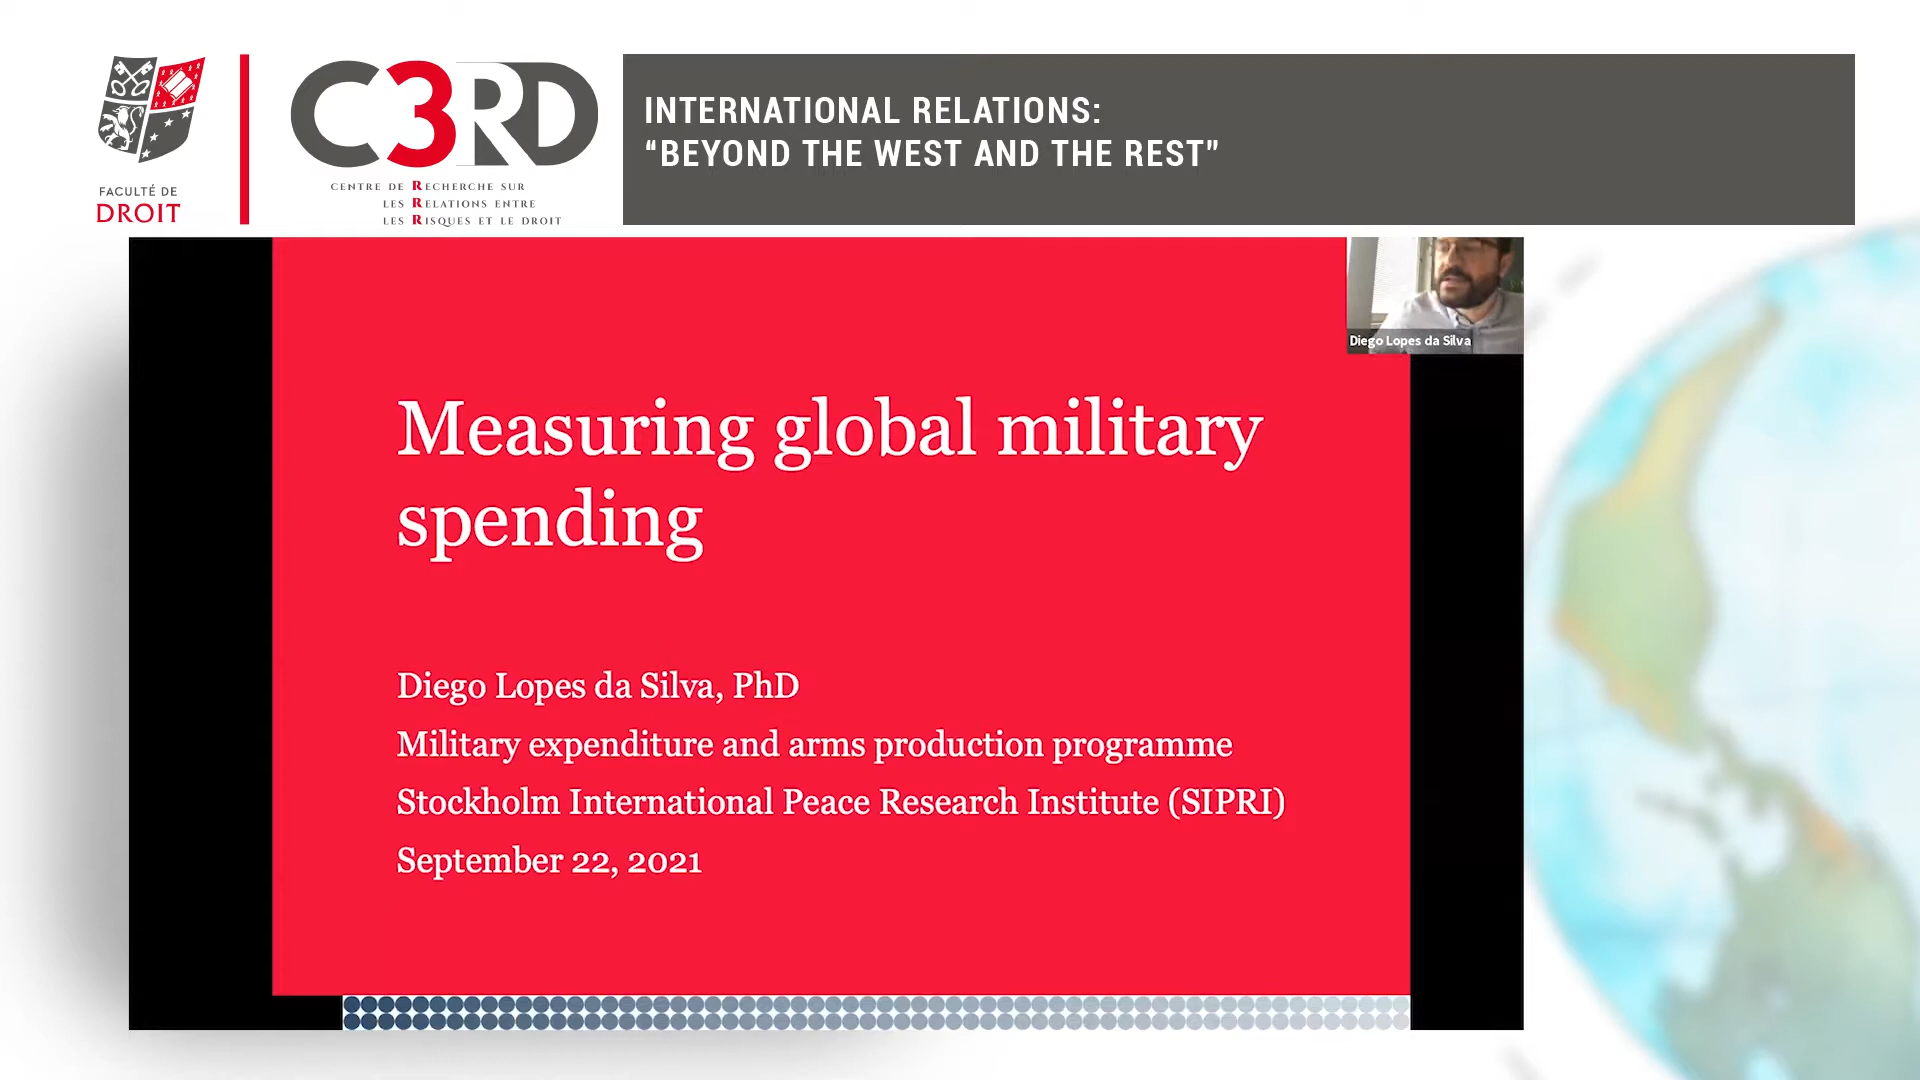 FACULTÉ DE
DROIT
C3RD
CENTRE DE RECHERCHE SUR
LES RELATIONS ENTRE
LES RISQUES ET LE DROIT
INTERNATIONAL RELATIONS:
“BEYOND THE WEST AND THE REST”
Diego Lopes da Silva
Measuring global military
spending
Diego Lopes da Silva, PhD
Military expenditure and arms production programme
Stockholm International Peace Research Institute (SIPRI)
September 22, 2021